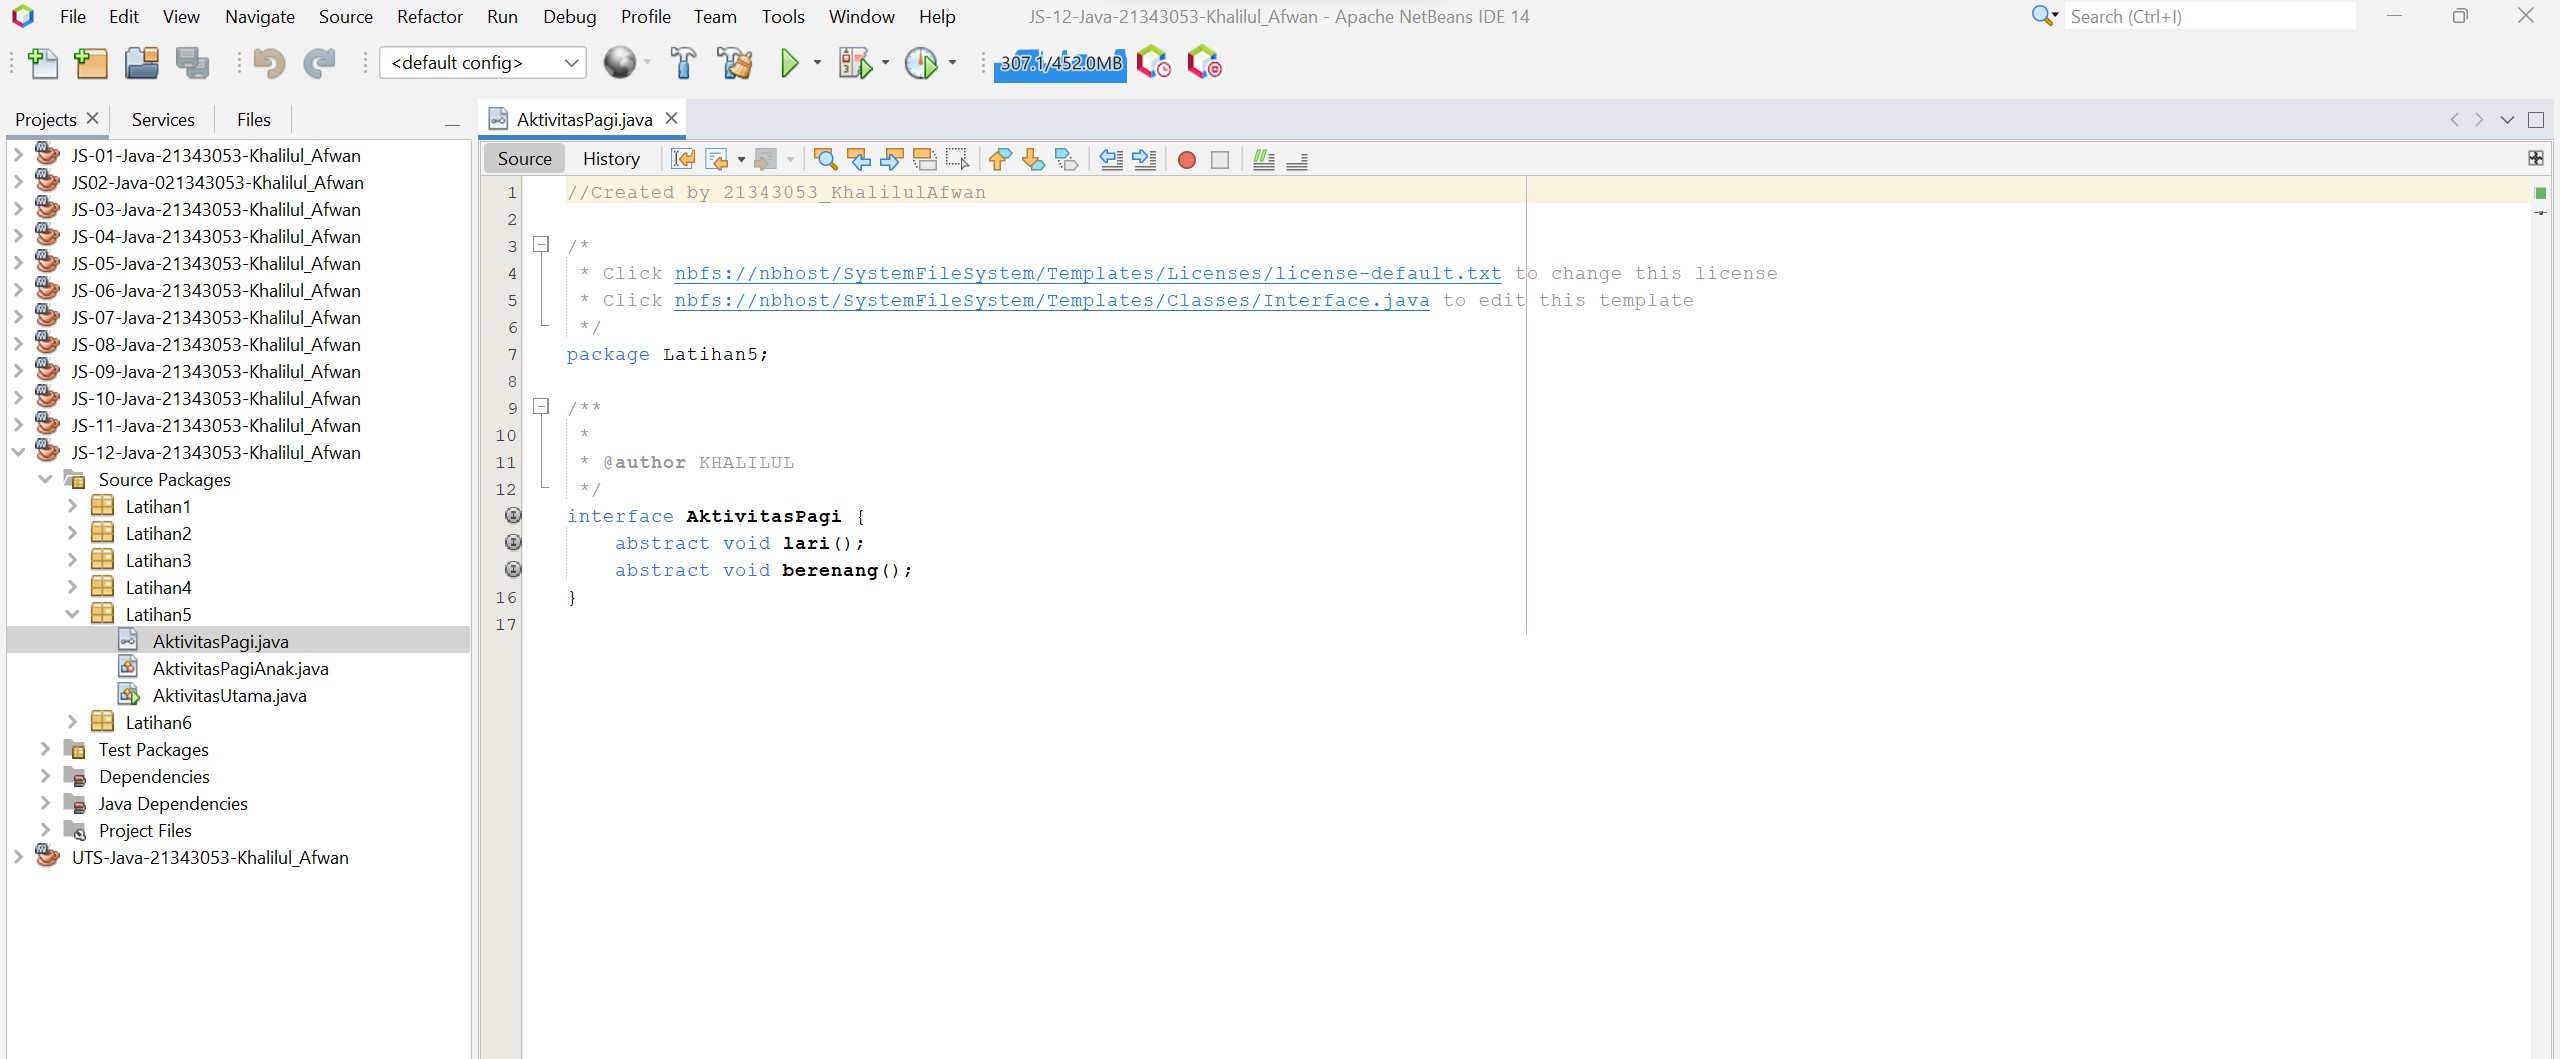 File Edit View Navigate Source Refactor Run Debug Profile Team Tools Window Help
JS-12-Java-21343053-Khalilul_Afwan - Apache NetBeans IDE 14
Search (Ctrl+I)
<default config>
307.1/452.0MB
Projects Services Files
JS-01-Java-21343053-Khalilul_Afwan
JS02-Java-021343053-Khalilul_Afwan
JS-03-Java-21343053-Khalilul_Afwan
JS-04-Java-21343053-Khalilul_Afwan
JS-05-Java-21343053-Khalilul_Afwan
JS-06-Java-21343053-Khalilul_Afwan
JS-07-Java-21343053-Khalilul_Afwan
JS-08-Java-21343053-Khalilul_Afwan
JS-09-Java-21343053-Khalilul_Afwan
JS-10-Java-21343053-Khalilul_Afwan
JS-11-Java-21343053-Khalilul_Afwan
JS-12-Java-21343053-Khalilul_Afwan
Source Packages
Latihan1
Latihan2
Latihan3
Latihan4
Latihan5
AktivitasPagi.java
AktivitasPagiAnak.java
AktivitasUtama.java
Latihan6
Test Packages
Dependencies
Java Dependencies
Project Files
UTS-Java-21343053-Khalilul_Afwan
AktivitasPagi.java
Source History
1 //Created by 21343053_KhalilulAfwan
2
3 /*
4 * Click nbfs://nbhost/SystemFileSystem/Templates/Licenses/license-default.txt to change this license
5 * Click nbfs://nbhost/SystemFileSystem/Templates/Classes/Interface.java to edit this template
6 */
7 package Latihan5;
8
9 /**
10 *
11 * @author KHALILUL
12 */
interface AktivitasPagi {
abstract void lari();
abstract void berenang();
16 }
17